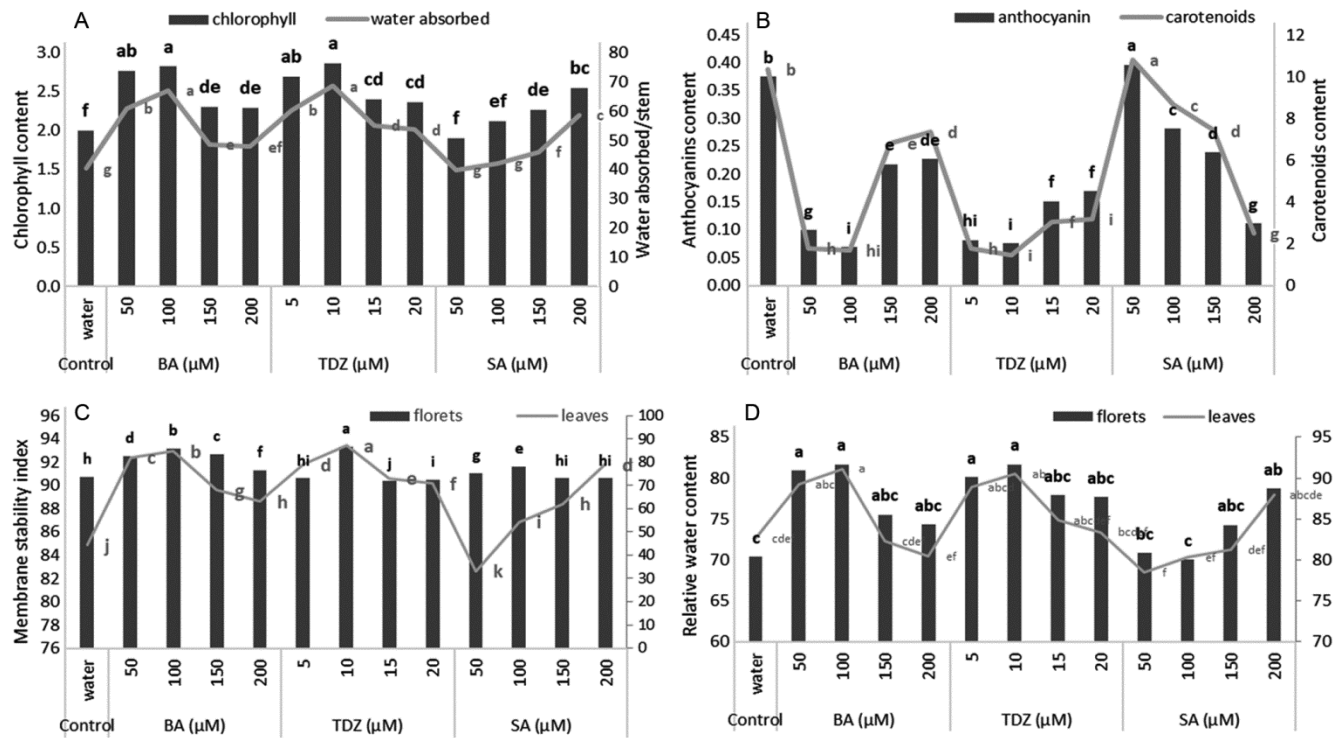 A chlorophyll water absorbed
Chlorophyll content
3.0
2.5
2.0
1.5
1.0
0.5
0.0
f ab a de de ab a cd cd f ef de bc
g b a e ef b a d d g g f c
80
70
60
50
40
30
20
10
0
Water absorbed/stem
water 50 100 150 200 5 10 15 20 50 100 150 200
Control BA (µM) TDZ (µM) SA (µM)
B anthocyanin carotenoids
Anthocyanins content
0.45
0.40
0.35
0.30
0.25
0.20
0.15
0.10
0.05
0.00
b g i e de hi i f f a c d g
b h hi e d h i f i a c d g
12
10
8
6
4
2
0
Carotenoids content
water 50 100 150 200 5 10 15 20 50 100 150 200
Control BA (µM) TDZ (µM) SA (µM)
C florets leaves
Membrane stability index
96
94
92
90
88
86
84
82
80
78
76
h d b c f hi a j i g e hi hi
j c b g h d a e f k i h d
100
90
80
70
60
50
40
30
20
10
0
water 50 100 150 200 5 10 15 20 50 100 150 200
Control BA (µM) TDZ (µM) SA (µM)
D florets leaves
Relative water content
85
80
75
70
65
60
c a a abc abc a a abc abc bc c abc ab
cdef abcd a cdef ef abcd ab abcdef bcdef f ef def abcde
95
90
85
80
75
70
water 50 100 150 200 5 10 15 20 50 100 150 200
Control BA (µM) TDZ (µM) SA (µM)